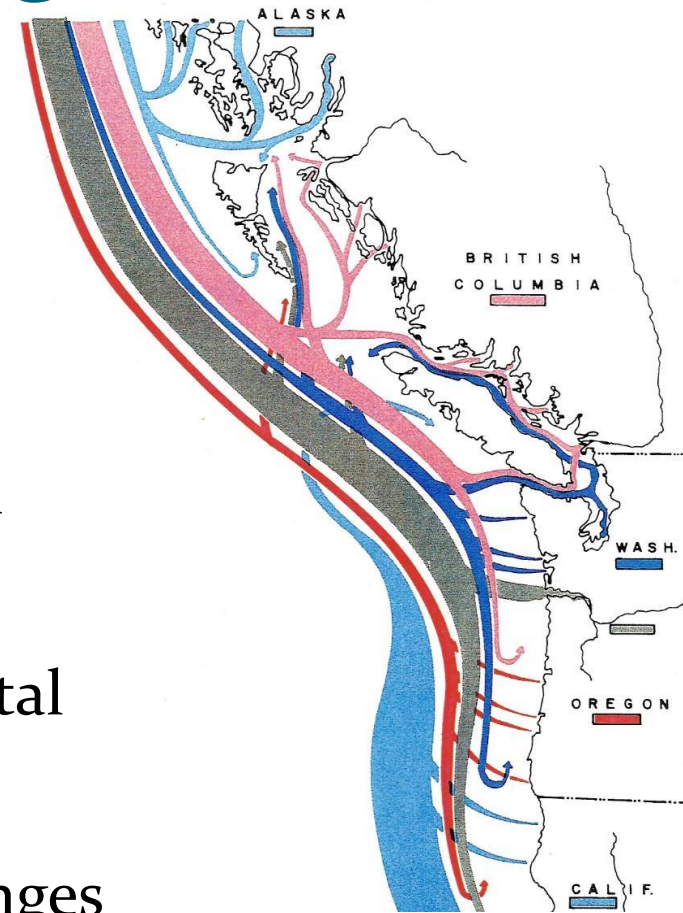 ALASKA
BRITISH
COLUMBIA
WASH.
OREGON
CALIF.
tal
nges